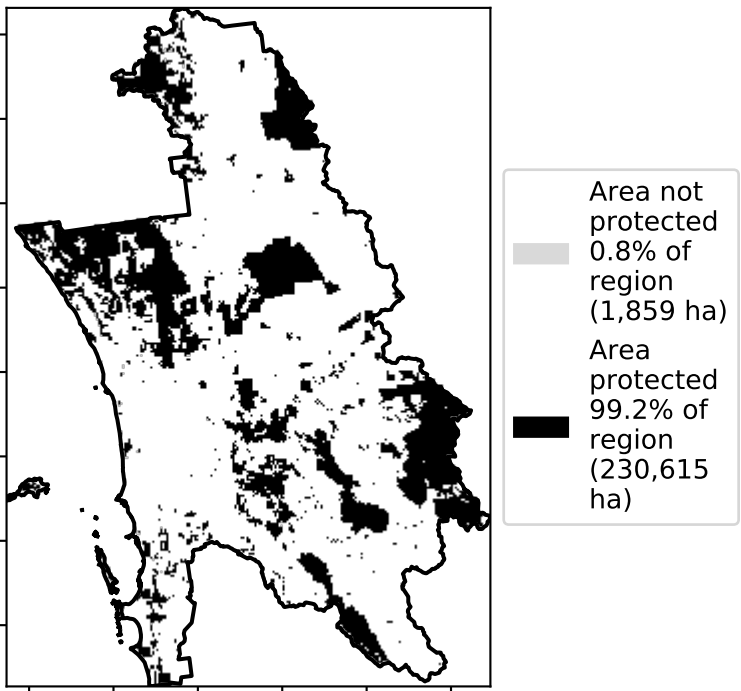 Area not
protected
0.8% of
region
(1,859 ha)
Area
protected
99.2% of
region
(230,615
ha)